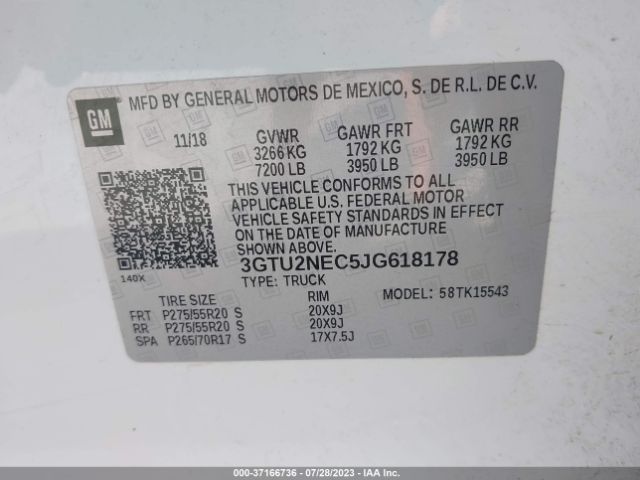 GM
MFD BY GENERAL MOTORS DE MEXICO, S. DE R.L. DE C.V.
11/18 GVWR GAWR FRT GAWR RR
3266 KG 1792 KG 1792 KG
7200 LB 3950 LB 3950 LB
THIS VEHICLE CONFORMS TO ALL
APPLICABLE U.S. FEDERAL MOTOR
VEHICLE SAFETY STANDARDS IN EFFECT
ON THE DATE OF MANUFACTURE
SHOWN ABOVE.
3GTU2NEC5JG618178
140X
TYPE: TRUCK
MODEL: 58TK15543
TIRE SIZE RIM
FRT P275/55R20 S 20X9J
RR P275/55R20 S 20X9J
SPA P265/70R17 S 17X7.5J
000-37166736 - 07/28/2023 - COPYRIGHT © 2023 IAA, LLC.